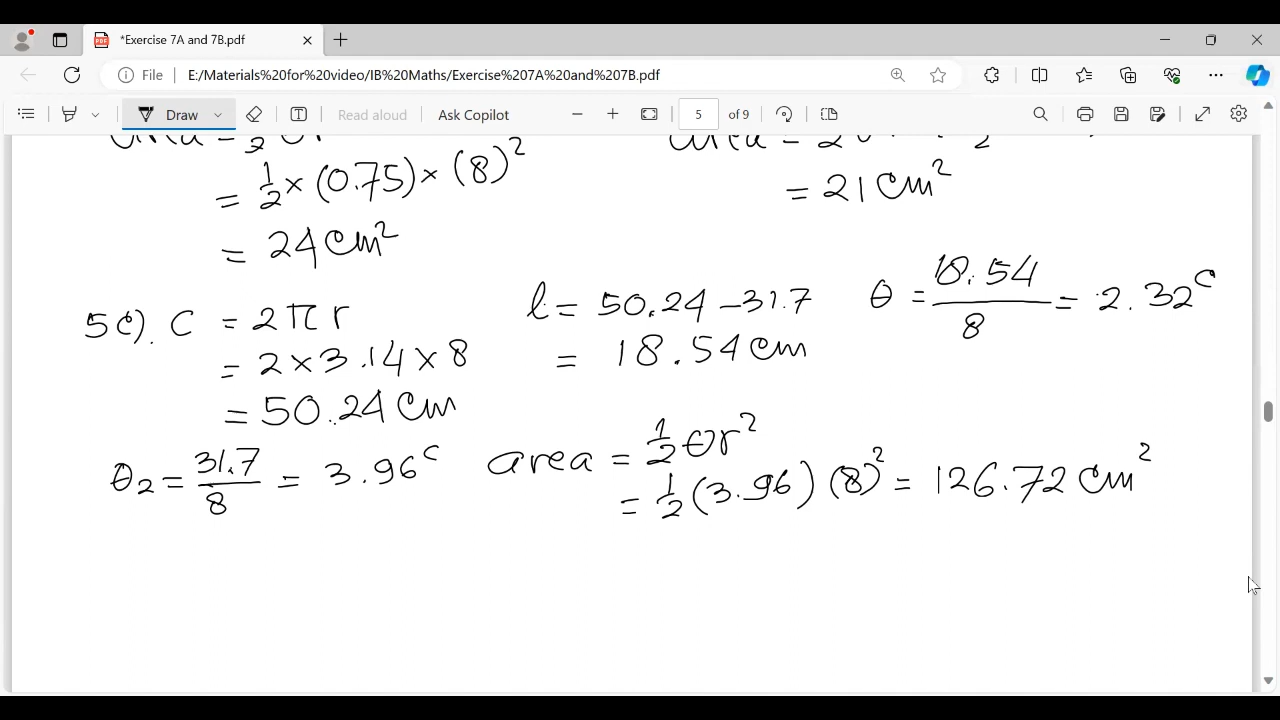 *Exercise 7A and 7B.pdf
File E:/Materials%20for%20video/IB%20Maths/Exercise%207A%20and%207B.pdf
Draw Read aloud Ask Copilot 5 of 9
= 1/2 × (0.75) × (8)²
= 21 cm²
= 24 cm²
5c). C = 2πr
= 2 × 3.14 × 8
= 50.24 cm
l = 50.24 - 31.7
= 18.54 cm
θ = 18.54/8 = 2.32ᶜ
θ₂ = 31.7/8 = 3.96ᶜ
area = 1/2 θr²
= 1/2 (3.96) (8)² = 126.72 cm²